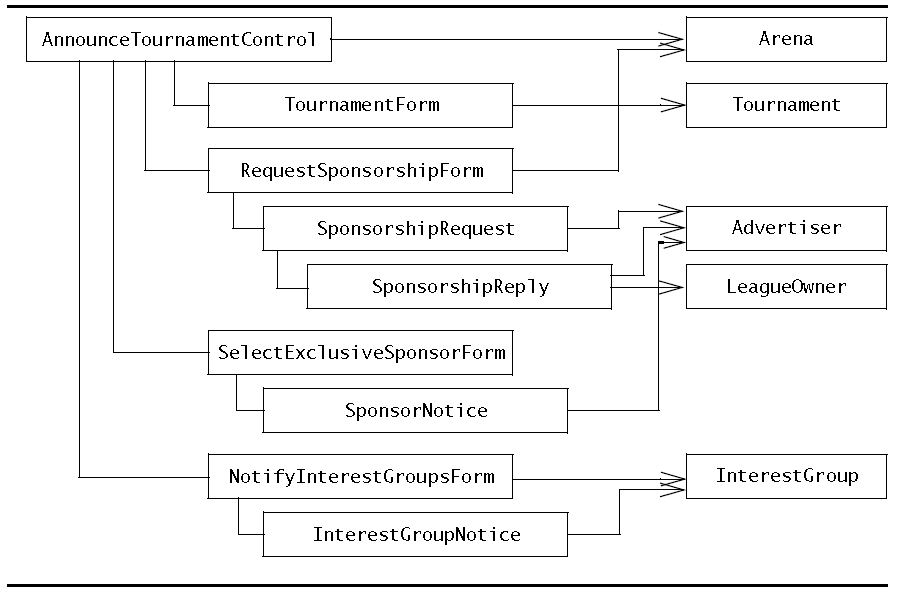 AnnounceTournamentControl
Arena
TournamentForm
Tournament
RequestSponsorshipForm
SponsorshipRequest
Advertiser
SponsorshipReply
LeagueOwner
SelectExclusiveSponsorForm
SponsorNotice
NotifyInterestGroupsForm
InterestGroup
InterestGroupNotice